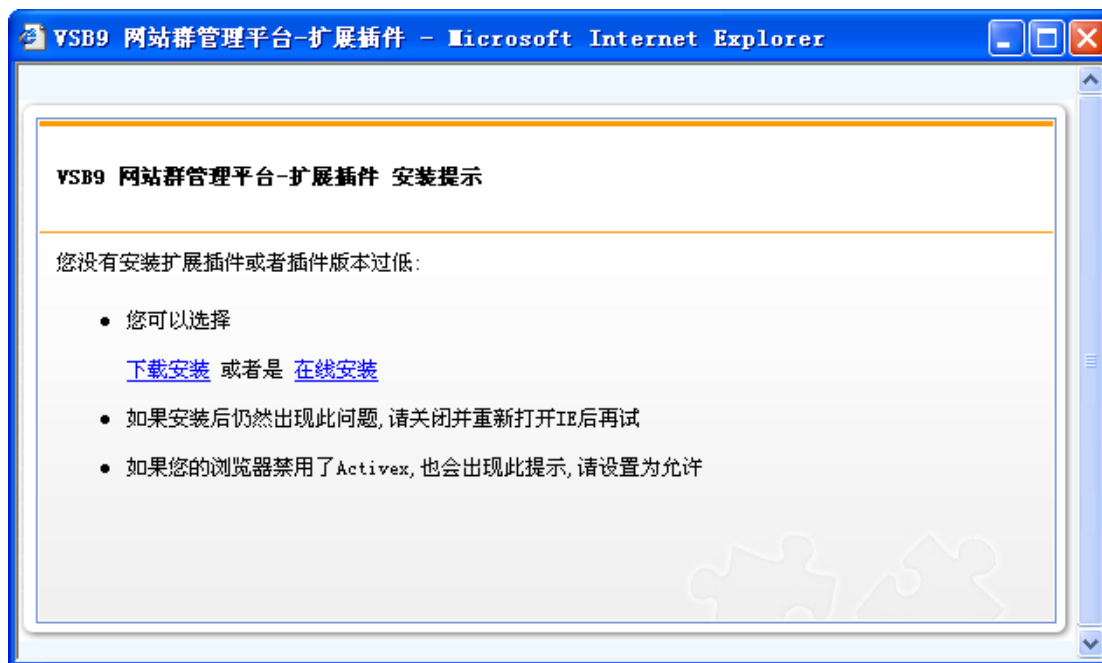 VSB9 网站群管理平台-扩展插件 - Microsoft Internet Explorer
VSB9 网站群管理平台-扩展插件 安装提示
您没有安装扩展插件或者插件版本过低:
您可以选择
下载安装 或者是 在线安装
如果安装后仍然出现此问题,请关闭并重新打开IE后再试
如果您的浏览器禁用了Activex,也会出现此提示,请设置为允许